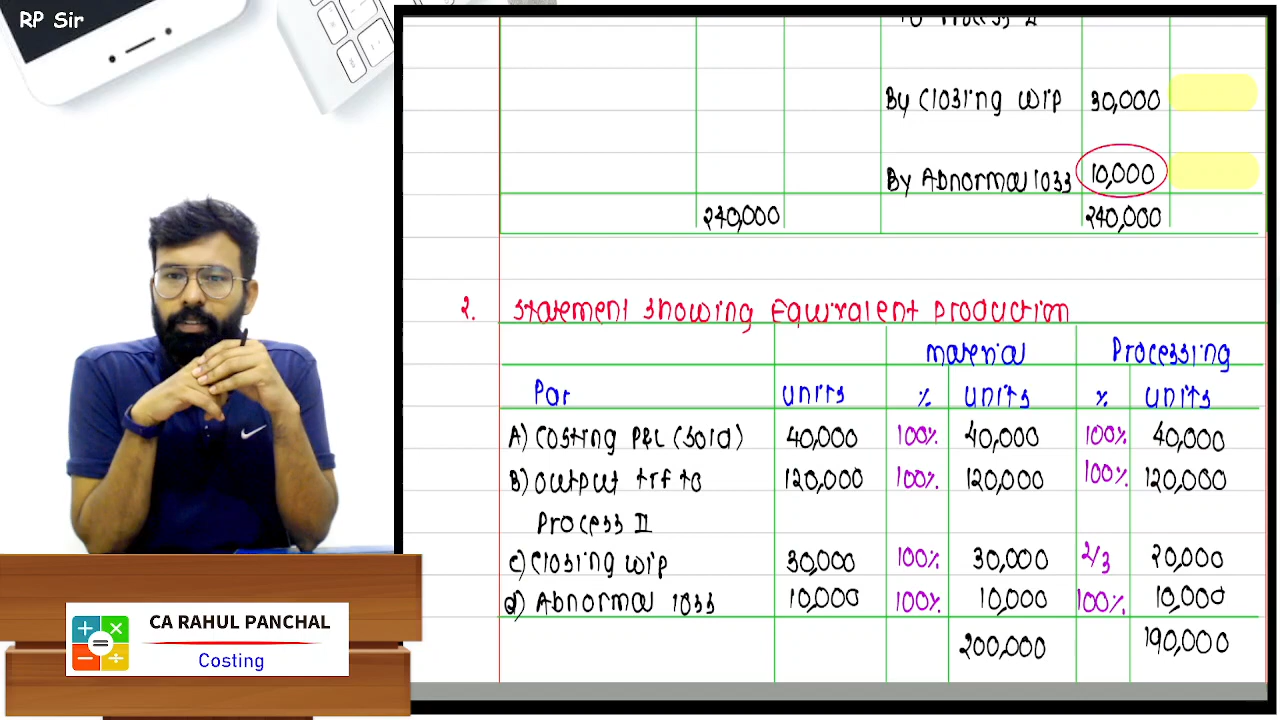 RP Sir
To Process II
By Closing WIP 30,000
By Abnormal loss 10,000
240,000 240,000
2. Statement Showing Equivalent Production
Material Processing
Par Units % Units % Units
A) Costing P&L (Sold) 40,000 100% 40,000 100% 40,000
B) Output trf to 120,000 100% 120,000 100% 120,000
Process II
C) Closing WIP 30,000 100% 30,000 2/3 20,000
d) Abnormal loss 10,000 100% 10,000 100% 10,000
200,000 190,000
CA RAHUL PANCHAL
Costing